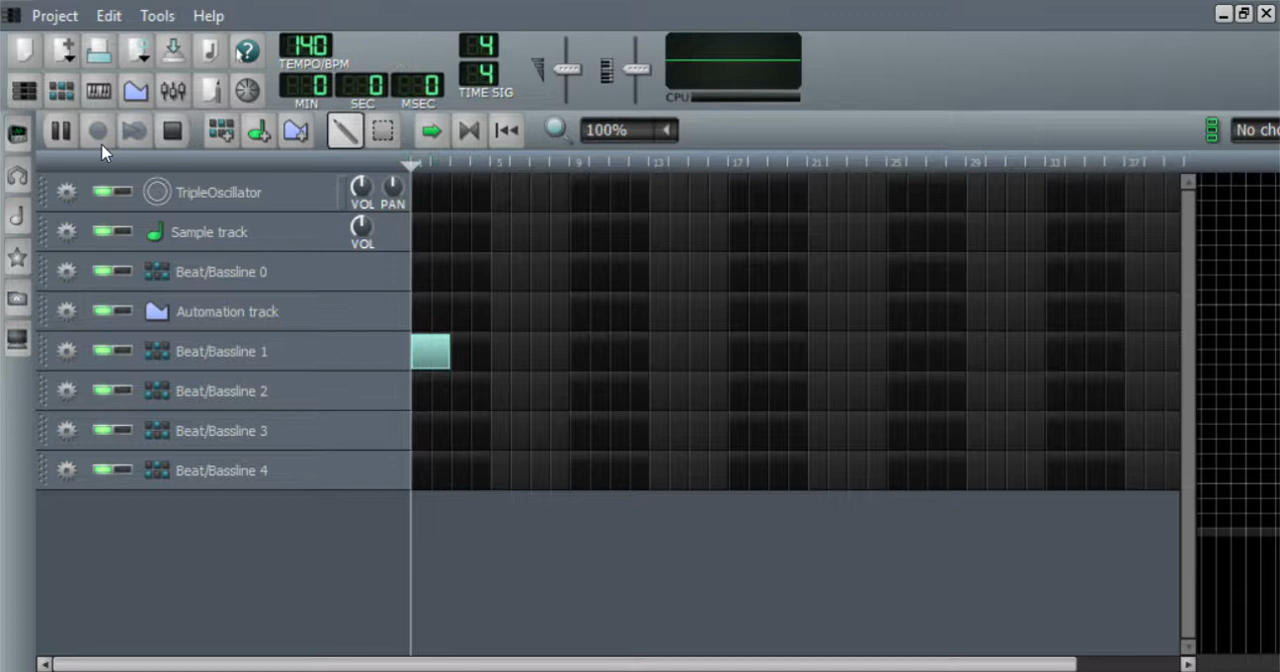 Project Edit Tools Help
140
TEMPO/BPM
4
4
TIME SIG
0 0 0
MIN SEC MSEC
CPU
100%
No cho
5 9 13 17 21 25 29 33 37
TripleOscillator
VOL PAN
Sample track
VOL
Beat/Bassline 0
Automation track
Beat/Bassline 1
Beat/Bassline 2
Beat/Bassline 3
Beat/Bassline 4